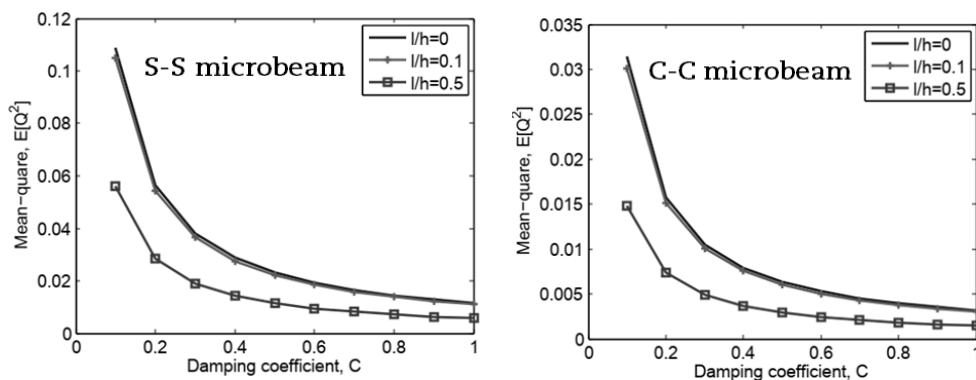 0.12
0.1
0.08
0.06
0.04
0.02
0
0
0.2
0.4
0.6
0.8
1
Mean−quare, E[Q²]
Damping coefficient, C
S-S microbeam
l/h=0
l/h=0.1
l/h=0.5
0.035
0.03
0.025
0.02
0.015
0.01
0.005
0
0
0.2
0.4
0.6
0.8
1
Mean−quare, E[Q²]
Damping coefficient, C
C-C microbeam
l/h=0
l/h=0.1
l/h=0.5